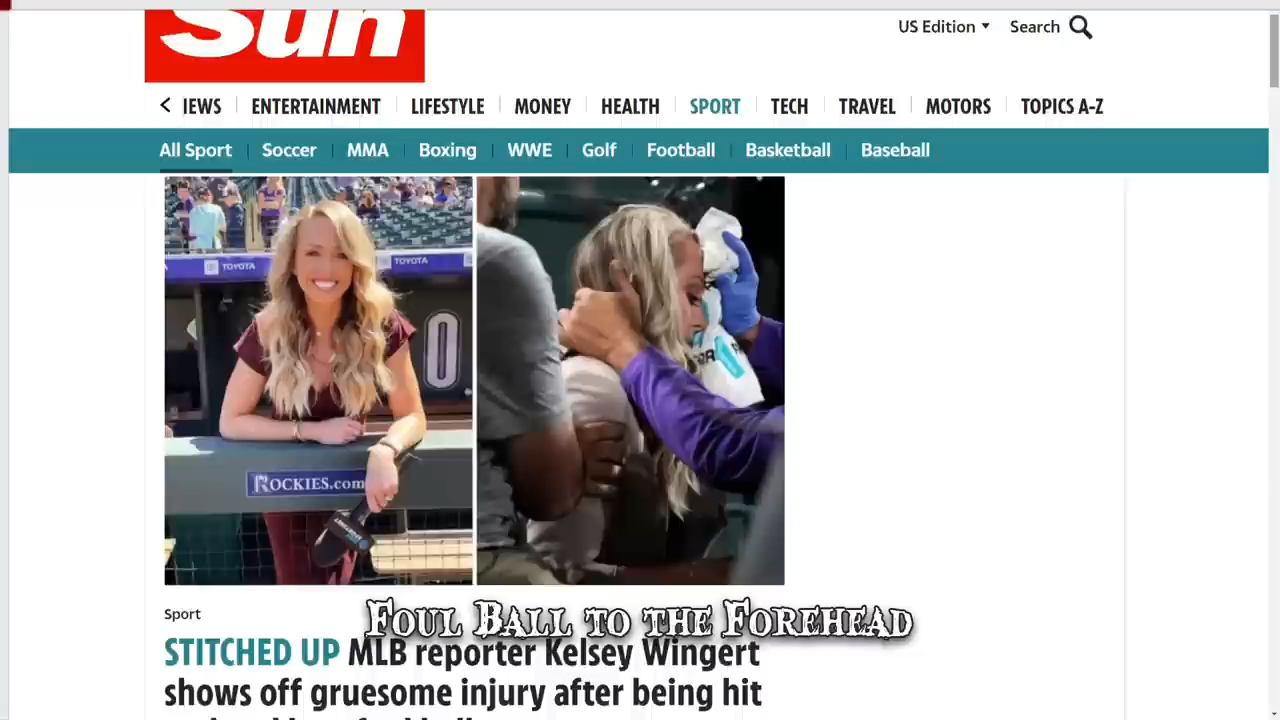 Sun
US Edition
Search
IEWS ENTERTAINMENT LIFESTYLE MONEY HEALTH SPORT TECH TRAVEL MOTORS TOPICS A-Z
All Sport Soccer MMA Boxing WWE Golf Football Basketball Baseball
TOYOTA
TOYOTA
0
ROCKIES.com
Sport
Foul Ball to the Forehead
STITCHED UP MLB reporter Kelsey Wingert
shows off gruesome injury after being hit